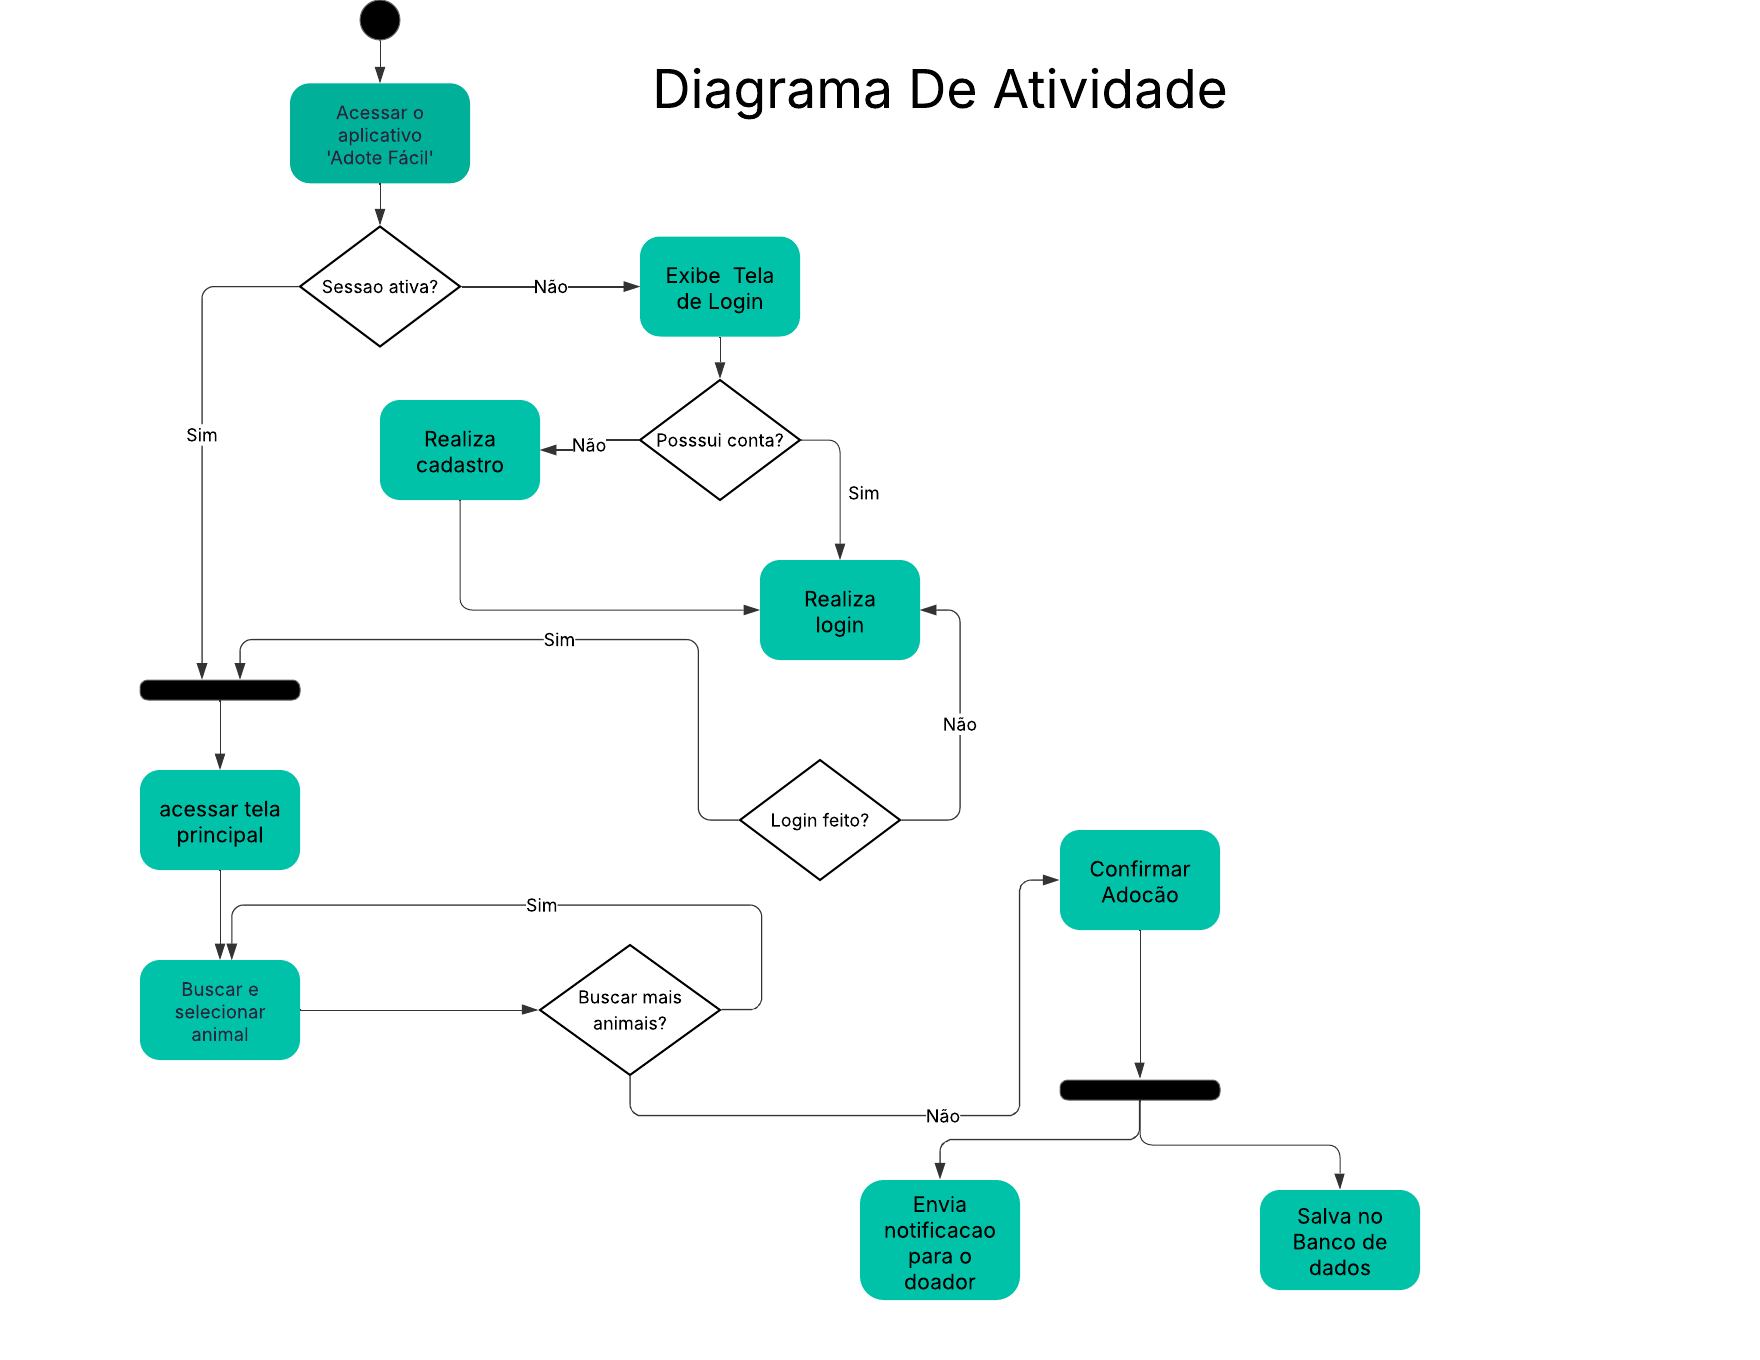 Diagrama De Atividade
Acessar o
aplicativo
'Adote Fácil'
Sessao ativa?
Não
Exibe  Tela
de Login
Sim
Realiza
cadastro
Não
Posssui conta?
Sim
Realiza
login
Sim
Não
acessar tela
principal
Login feito?
Confirmar
Adocão
Sim
Buscar e
selecionar
animal
Buscar mais
animais?
Não
Envia
notificacao
para o
doador
Salva no
Banco de
dados